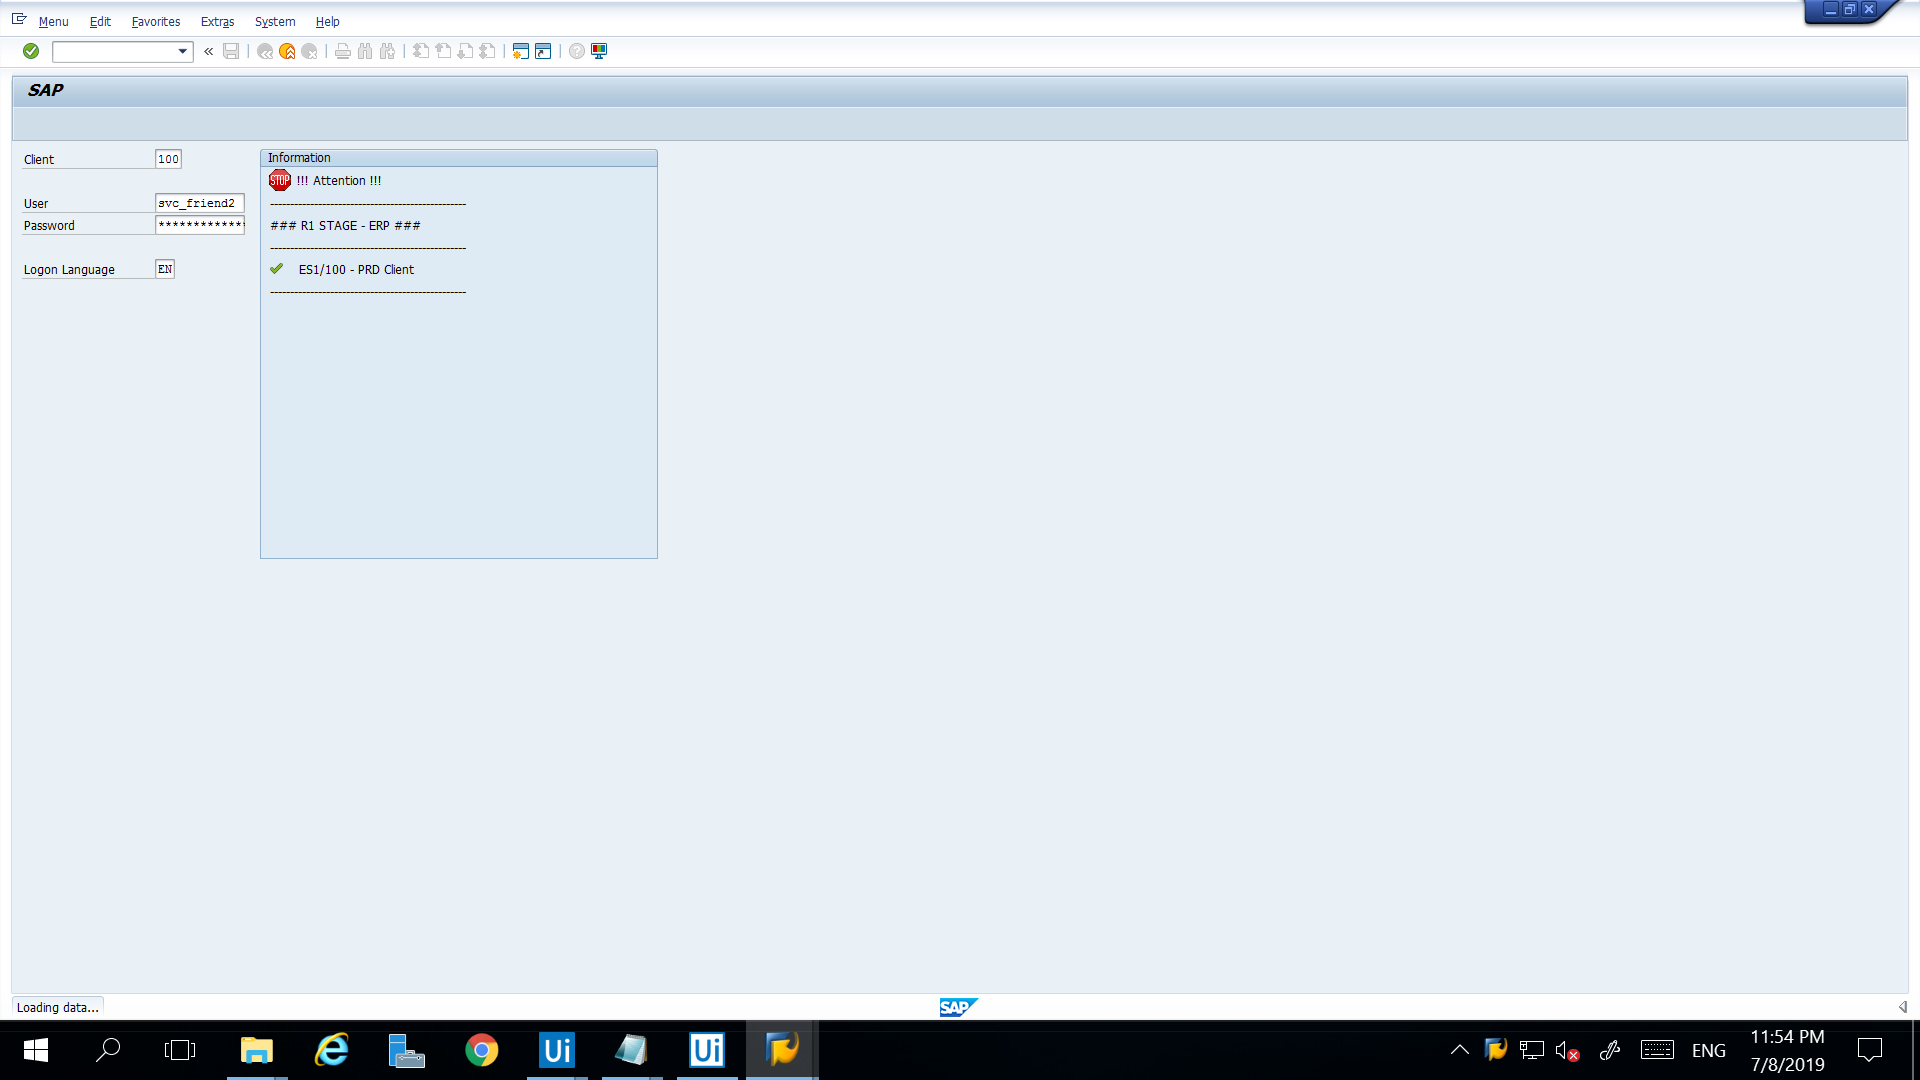 Menu Edit Favorites Extras System Help
SAP
Client 100
User svc_friend2
Password *************
Logon Language EN
Information
STOP !!! Attention !!!
-------------------------------------------------
### R1 STAGE - ERP ###
-------------------------------------------------
ES1/100 - PRD Client
-------------------------------------------------
Loading data...
SAP
Ui
Ui
ENG
11:54 PM
7/8/2019